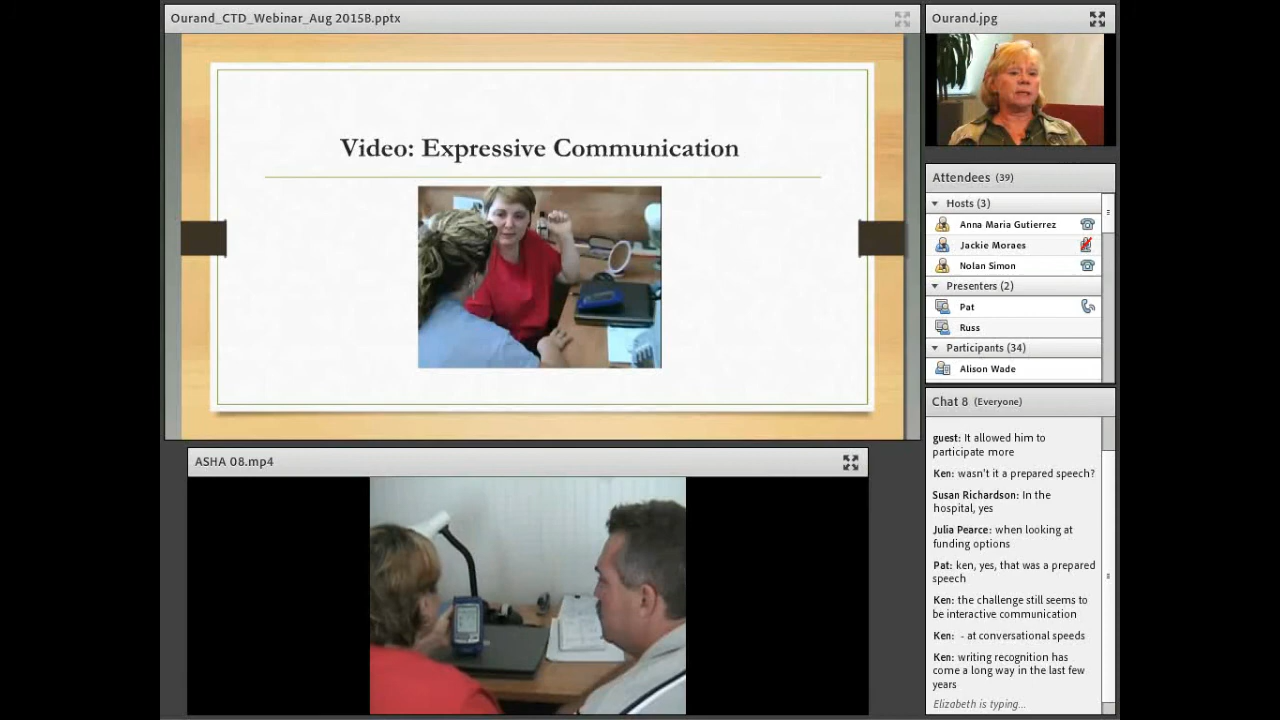 Ourand_CTD_Webinar_Aug 2015B.pptx
Video: Expressive Communication
ASHA 08.mp4
Ourand.jpg
Attendees (39)
Hosts (3)
Anna Maria Gutierrez
Jackie Moraes
Nolan Simon
Presenters (2)
Pat
Russ
Participants (34)
Alison Wade
Chat 8 (Everyone)
guest: It allowed him to
participate more
Ken: wasn't it a prepared speech?
Susan Richardson: In the
hospital, yes
Julia Pearce: when looking at
funding options
Pat: ken, yes, that was a prepared
speech
Ken: the challenge still seems to
be interactive communication
Ken: - at conversational speeds
Ken: writing recognition has
come a long way in the last few
years
Elizabeth is typing...